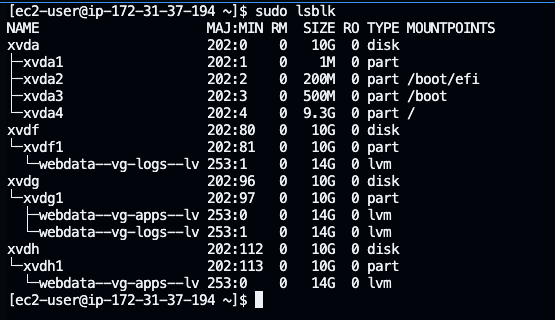 [ec2-user@ip-172-31-37-194 ~]$ sudo lsblk
NAME                      MAJ:MIN RM  SIZE RO TYPE MOUNTPOINTS
xvda                      202:0    0   10G  0 disk
├─xvda1                   202:1    0    1M  0 part
├─xvda2                   202:2    0  200M  0 part /boot/efi
├─xvda3                   202:3    0  500M  0 part /boot
└─xvda4                   202:4    0  9.3G  0 part /
xvdf                      202:80   0   10G  0 disk
└─xvdf1                   202:81   0   10G  0 part
  └─webdata--vg-logs--lv 253:1    0   14G  0 lvm
xvdg                      202:96   0   10G  0 disk
└─xvdg1                   202:97   0   10G  0 part
  ├─webdata--vg-apps--lv 253:0    0   14G  0 lvm
  └─webdata--vg-logs--lv 253:1    0   14G  0 lvm
xvdh                      202:112  0   10G  0 disk
└─xvdh1                   202:113  0   10G  0 part
  └─webdata--vg-apps--lv 253:0    0   14G  0 lvm
[ec2-user@ip-172-31-37-194 ~]$